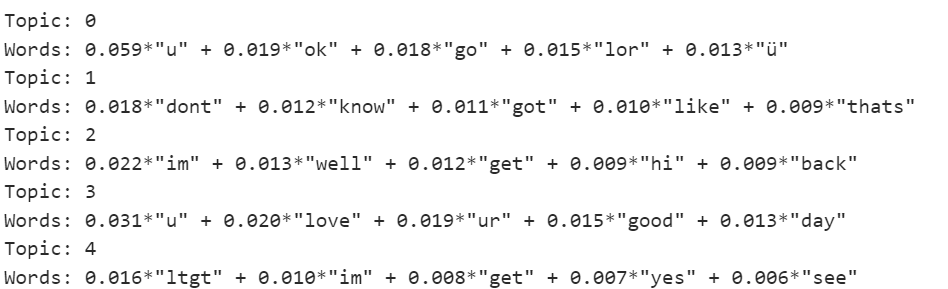 Topic: 0
Words: 0.059*"u" + 0.019*"ok" + 0.018*"go" + 0.015*"lor" + 0.013*"ü"
Topic: 1
Words: 0.018*"dont" + 0.012*"know" + 0.011*"got" + 0.010*"like" + 0.009*"thats"
Topic: 2
Words: 0.022*"im" + 0.013*"well" + 0.012*"get" + 0.009*"hi" + 0.009*"back"
Topic: 3
Words: 0.031*"u" + 0.020*"love" + 0.019*"ur" + 0.015*"good" + 0.013*"day"
Topic: 4
Words: 0.016*"ltgt" + 0.010*"im" + 0.008*"get" + 0.007*"yes" + 0.006*"see"